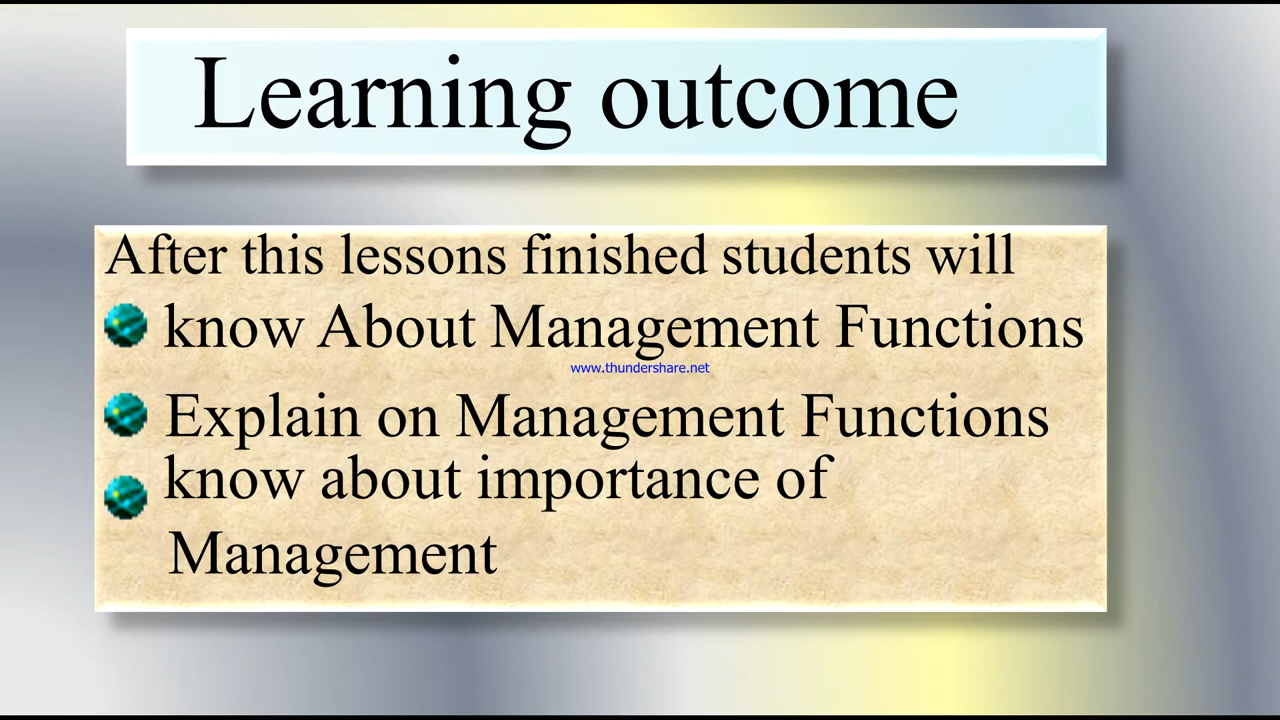 Learning outcome
After this lessons finished students will
know About Management Functions
www.thundershare.net
Explain on Management Functions
know about importance of
Management